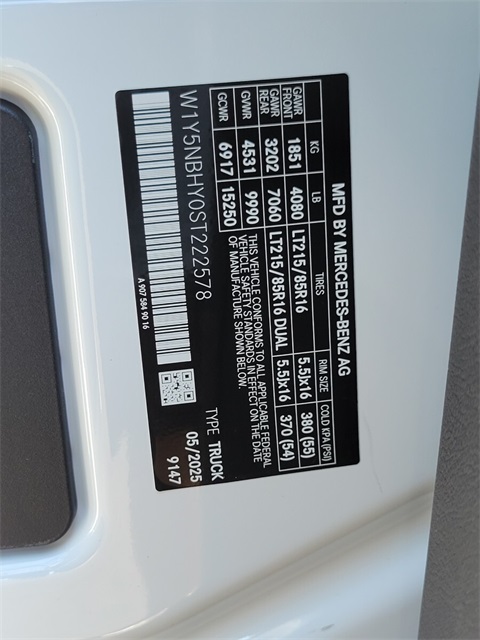 MFD BY MERCEDES-BENZ AG
KG LB TIRES RIM SIZE COLD KPA (PSI)
GAWR FRONT 1851 4080 LT215/85R16 5.5Jx16 380 (55)
GAWR REAR 3202 7060 LT215/85R16 DUAL 5.5Jx16 370 (54)
GVWR 4531 9990
GCWR 6917 15250
THIS VEHICLE CONFORMS TO ALL APPLICABLE FEDERAL
VEHICLE SAFETY STANDARDS IN EFFECT ON THE DATE
OF MANUFACTURE SHOWN ABOVE
W1Y5NBHY0ST222578
TYPE TRUCK
05/2025
9147
A 907 584 90 16